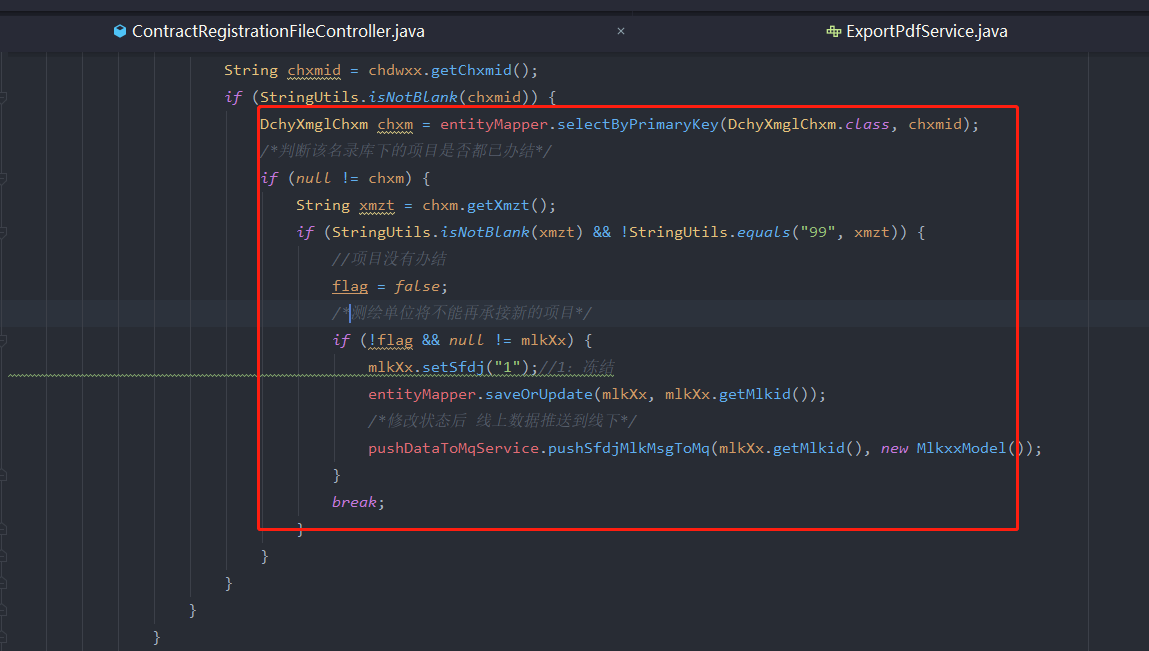 ContractRegistrationFileController.java × ExportPdfService.java
String chxmid = chdwxx.getChxmid();
if (StringUtils.isNotBlank(chxmid)) {
DchyXmglChxm chxm = entityMapper.selectByPrimaryKey(DchyXmglChxm.class, chxmid);
/*判断该名录库下的项目是否都已办结*/
if (null != chxm) {
String xmzt = chxm.getXmzt();
if (StringUtils.isNotBlank(xmzt) && !StringUtils.equals("99", xmzt)) {
//项目没有办结
flag = false;
/*测绘单位将不能再承接新的项目*/
if (!flag && null != mlkXx) {
mlkXx.setSfdj("1");//1: 冻结
entityMapper.saveOrUpdate(mlkXx, mlkXx.getMlkid());
/*修改状态后 线上数据推送到线下*/
pushDataToMqService.pushSfdjMlkMsgToMq(mlkXx.getMlkid(), new MlkxxModel());
}
break;
}
}
}
}
}